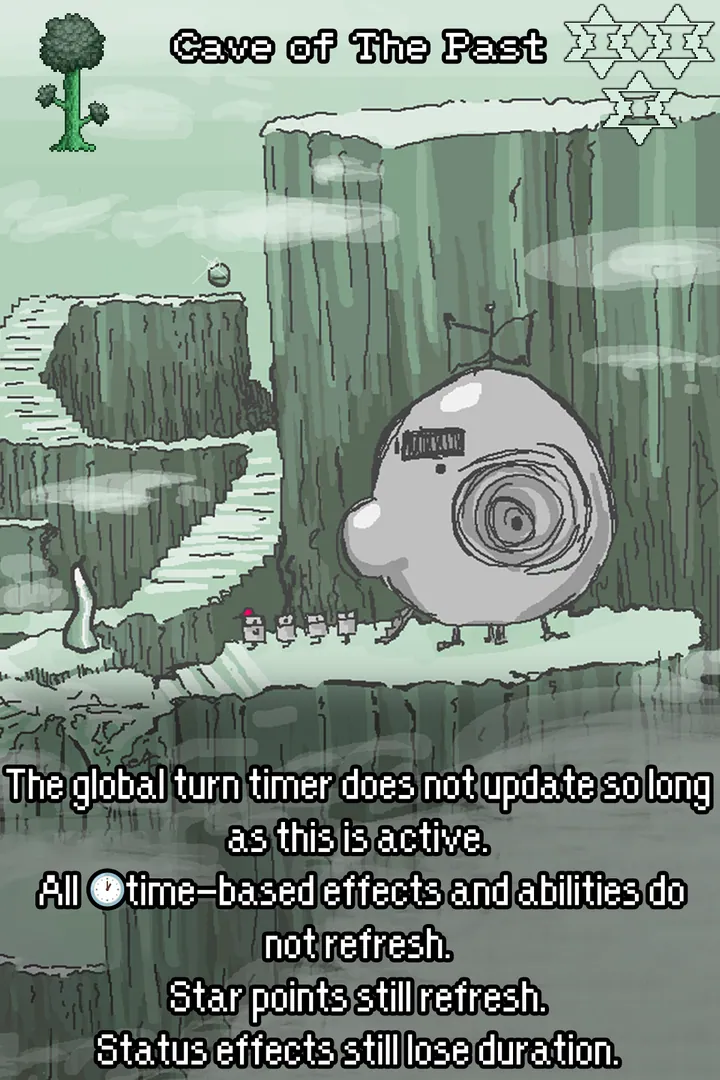 Cave of The Past
The global turn timer does not update so long
as this is active.
All 🕐time-based effects and abilities do
not refresh.
Star points still refresh.
Status effects still lose duration.